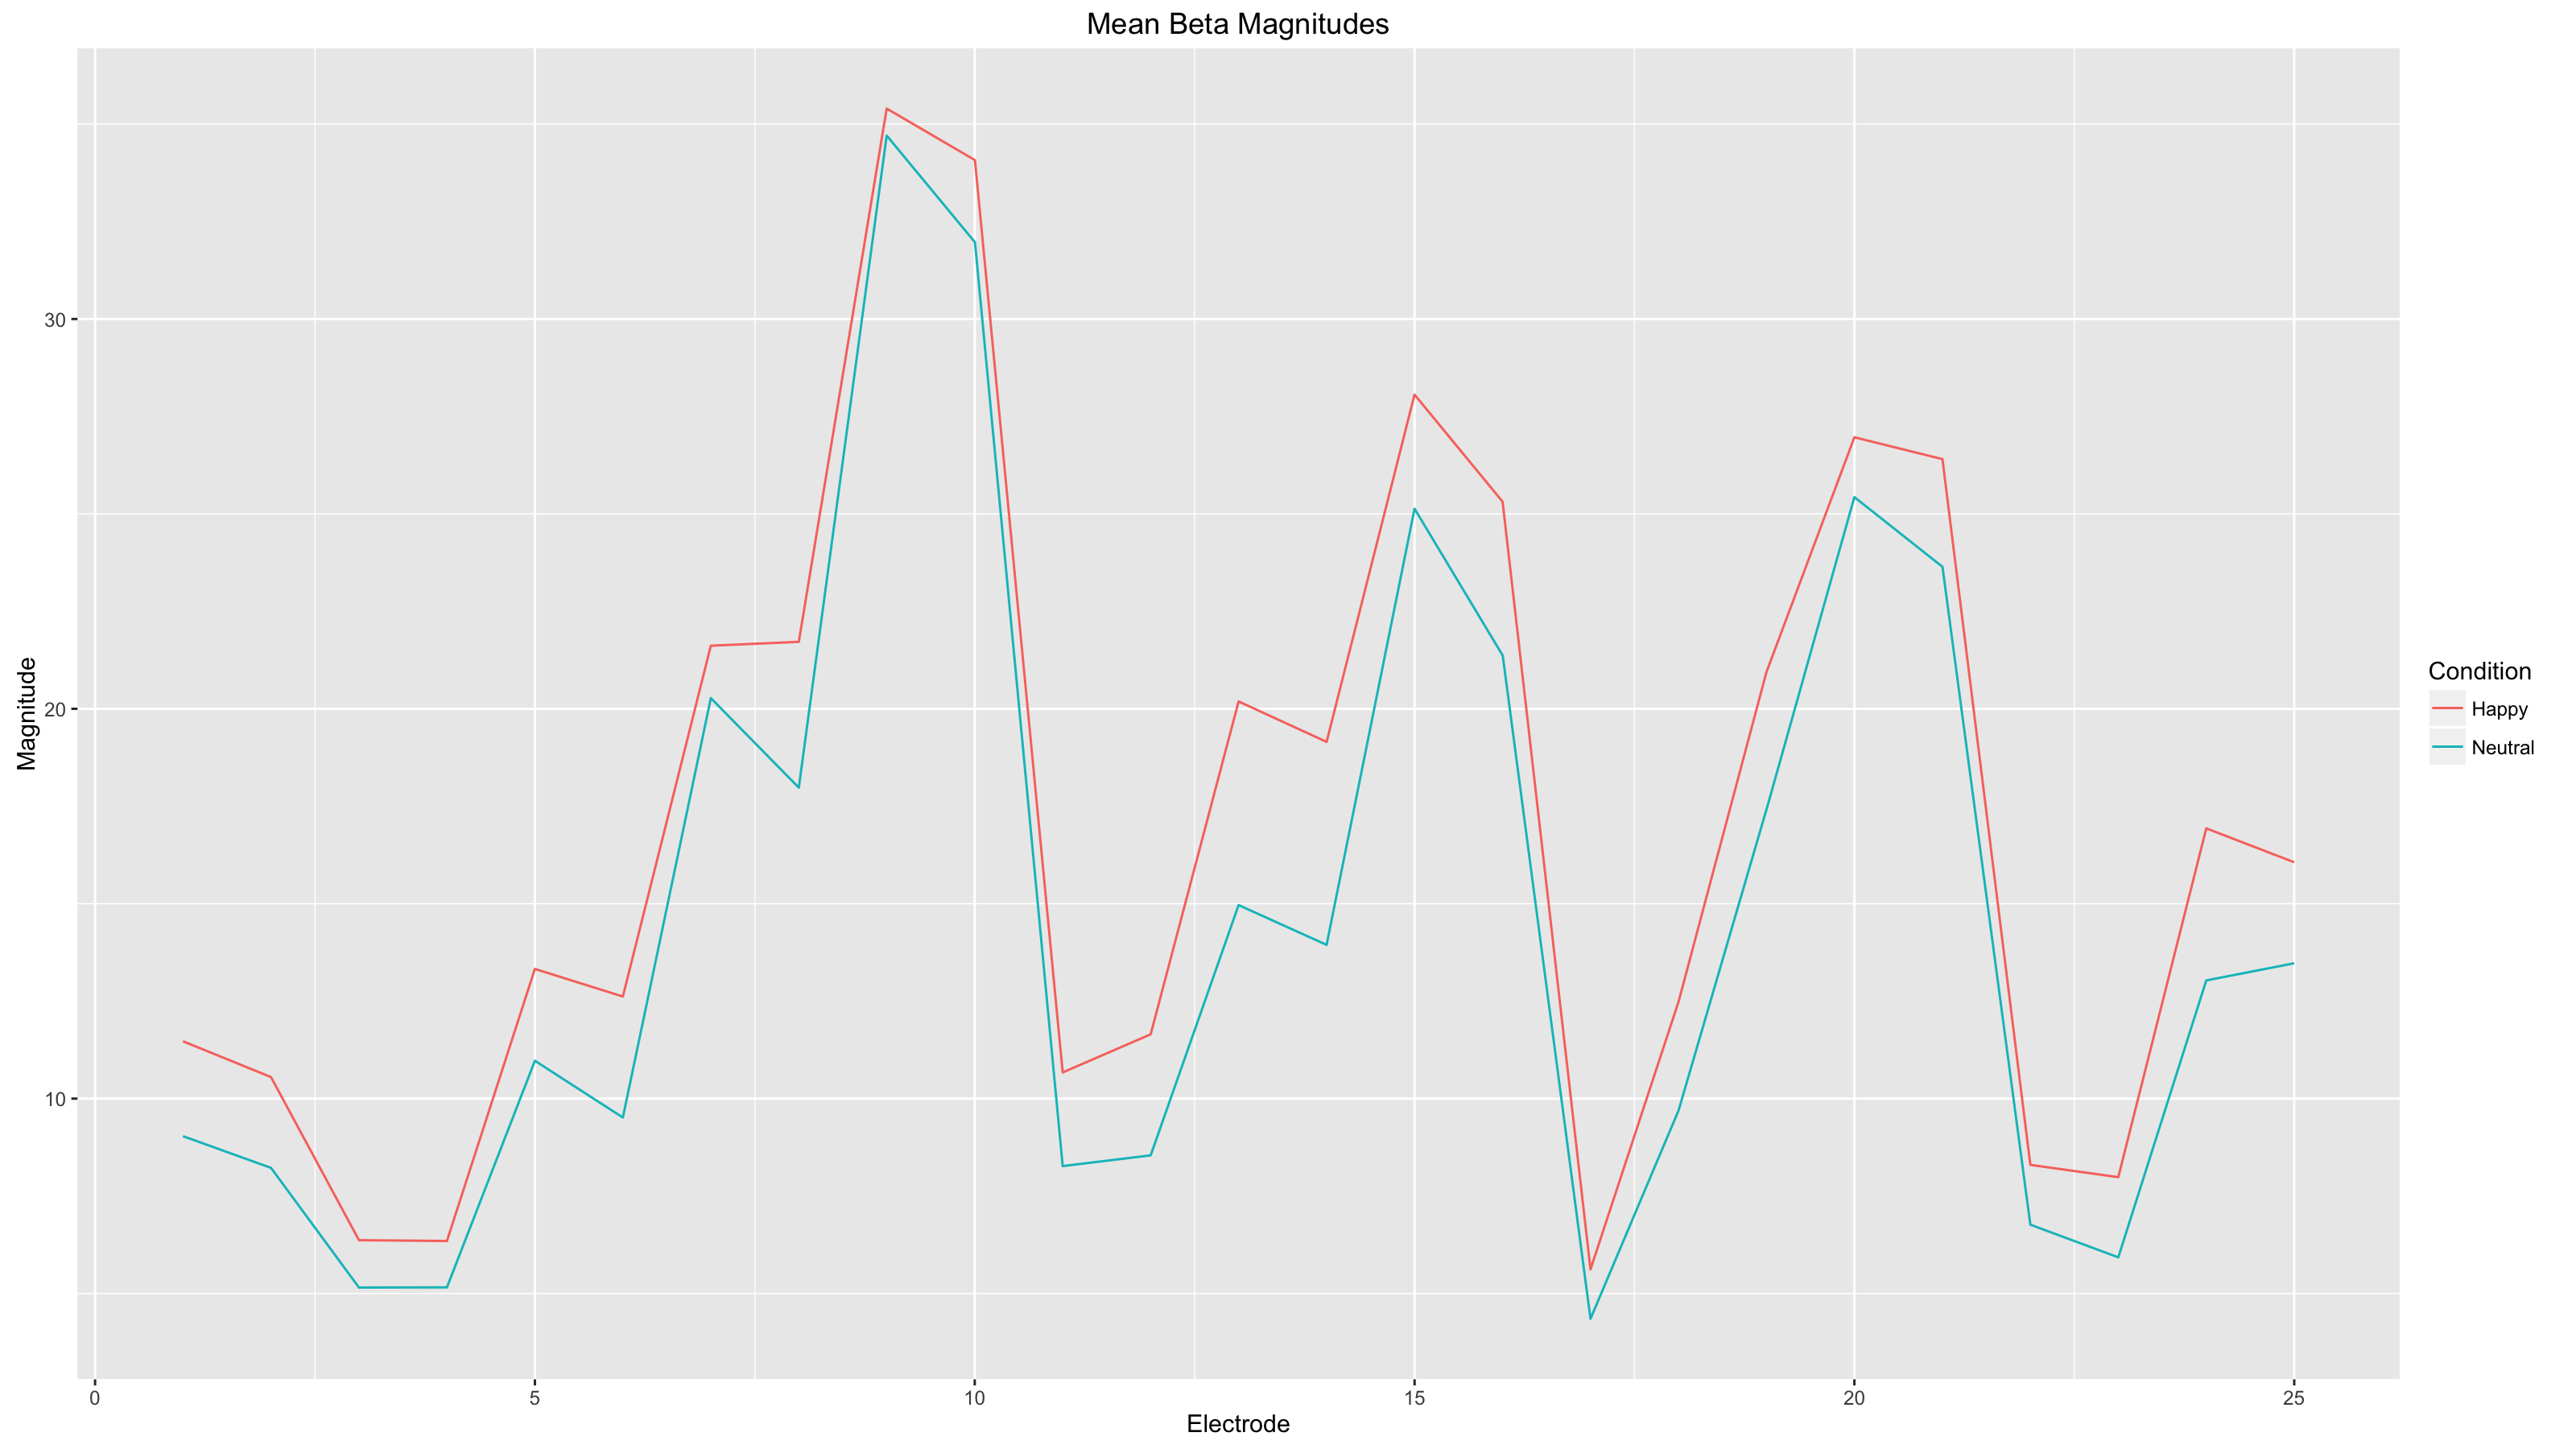 Mean Beta Magnitudes
30
20
10
Magnitude
0 5 10 15 20 25
Electrode
Condition
Happy
Neutral